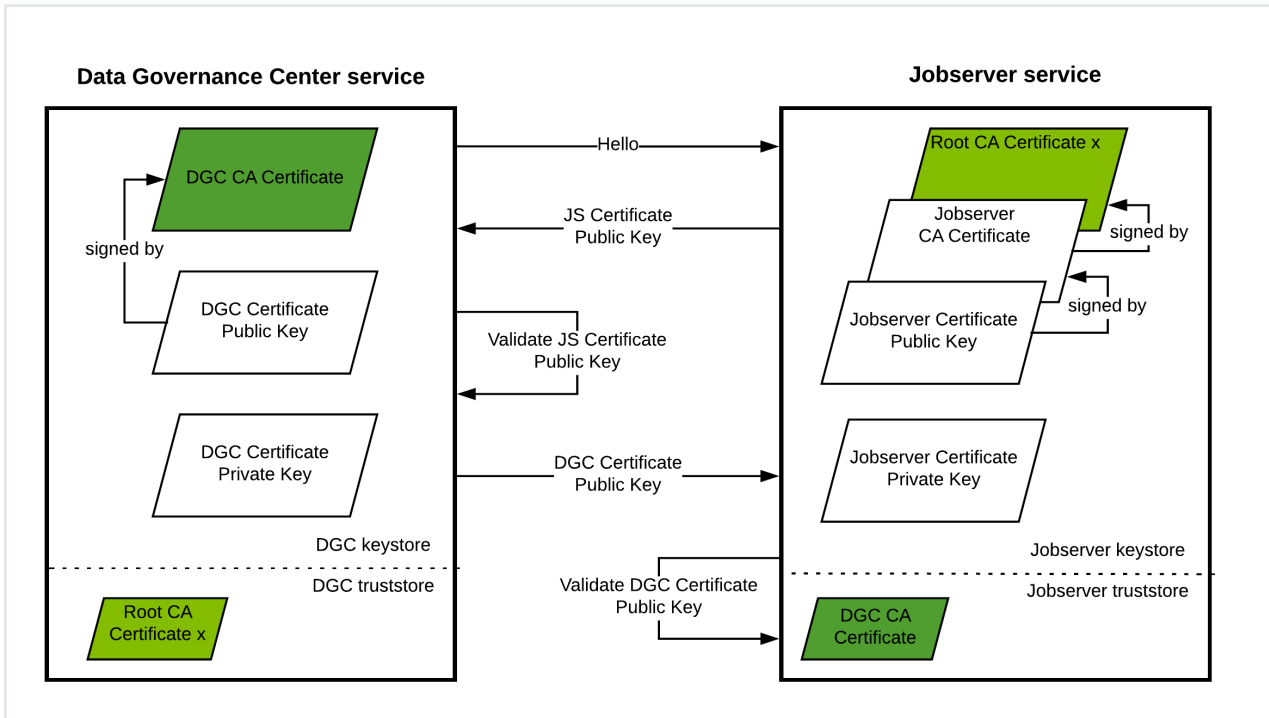 Data Governance Center service
DGC CA Certificate
signed by
DGC Certificate
Public Key
DGC Certificate
Private Key
DGC keystore
DGC truststore
Root CA
Certificate x
Hello
JS Certificate
Public Key
Validate JS Certificate
Public Key
DGC Certificate
Public Key
Validate DGC Certificate
Public Key
Jobserver service
Root CA Certificate x
Jobserver
CA Certificate
signed by
Jobserver Certificate
Public Key
signed by
Jobserver Certificate
Private Key
Jobserver keystore
Jobserver truststore
DGC CA
Certificate